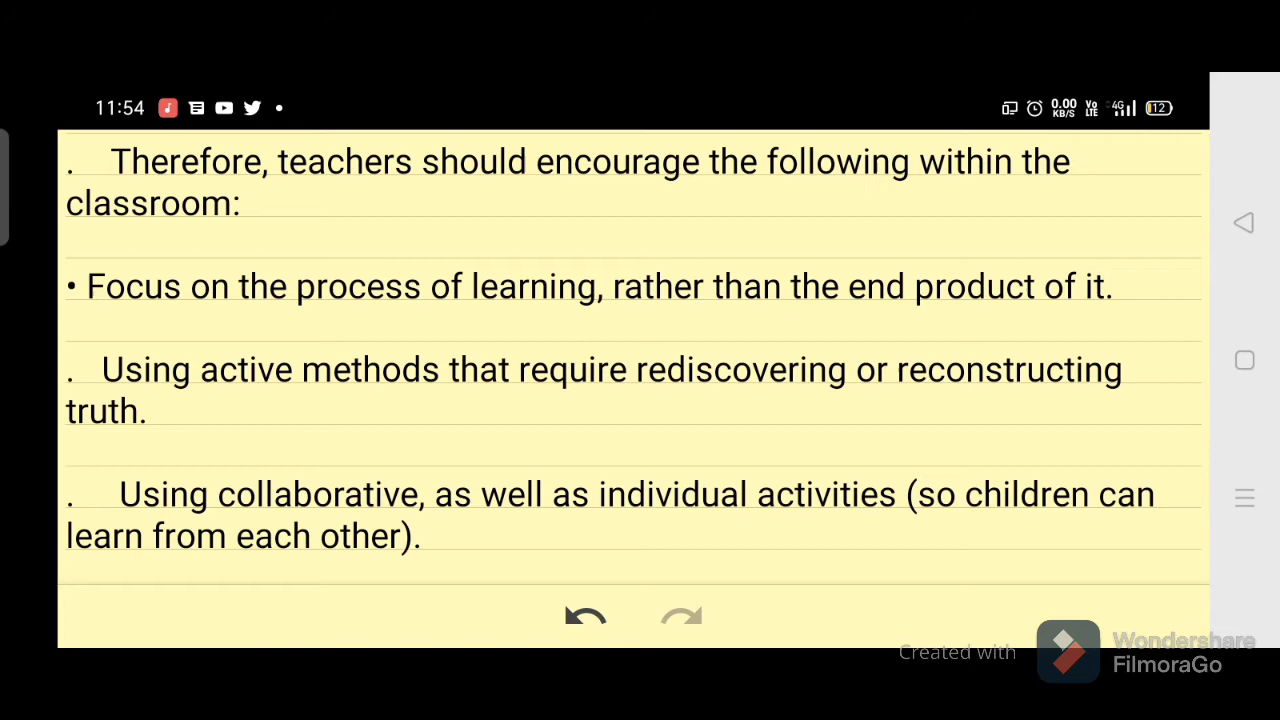 11:54
0.00
KB/S
Vo
LTE
4G
12
. Therefore, teachers should encourage the following within the
classroom:
• Focus on the process of learning, rather than the end product of it.
. Using active methods that require rediscovering or reconstructing
truth.
. Using collaborative, as well as individual activities (so children can
learn from each other).
Created with
Wondershare
FilmoraGo